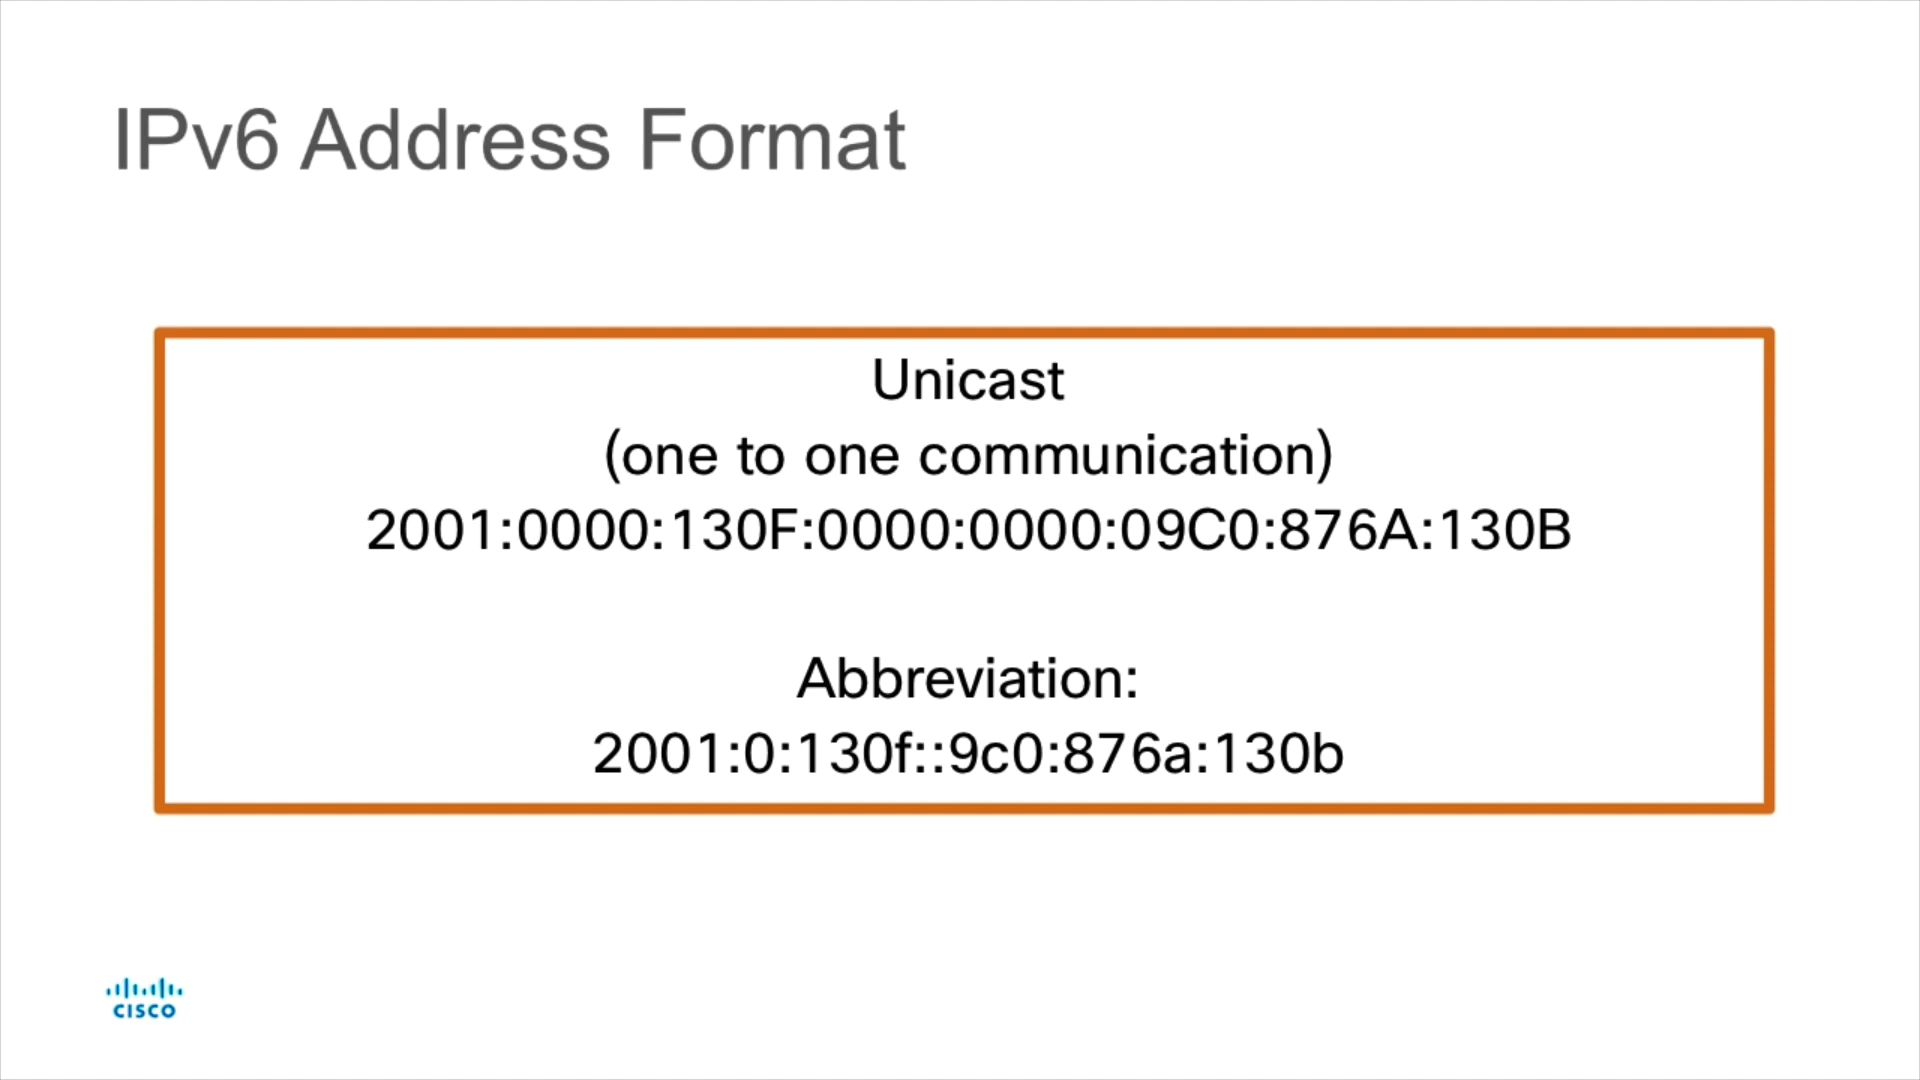 IPv6 Address Format
Unicast
(one to one communication)
2001:0000:130F:0000:0000:09C0:876A:130B
Abbreviation:
2001:0:130f::9c0:876a:130b
CISCO